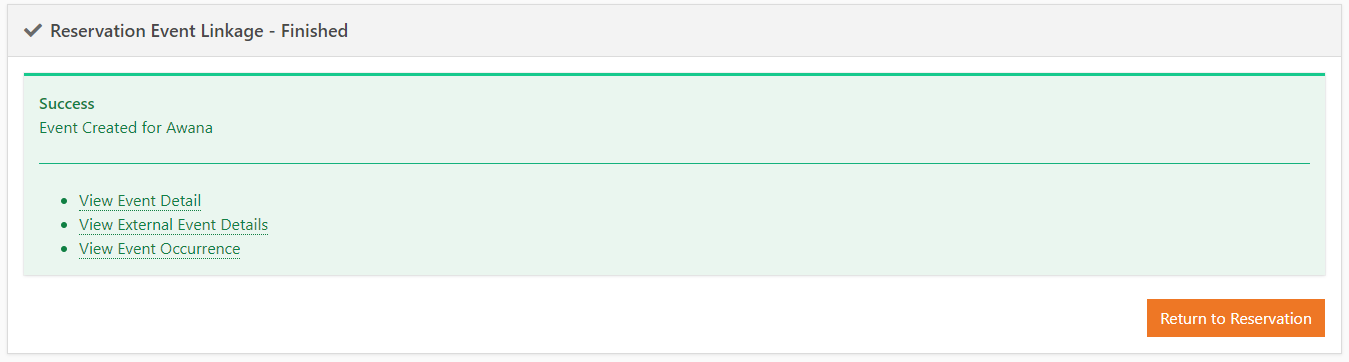 Reservation Event Linkage - Finished
Success
Event Created for Awana
View Event Detail
View External Event Details
View Event Occurrence
Return to Reservation